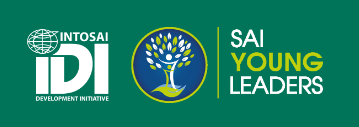 INTOSAI
IDI
DEVELOPMENT INITIATIVE
SAI
YOUNG
LEADERS